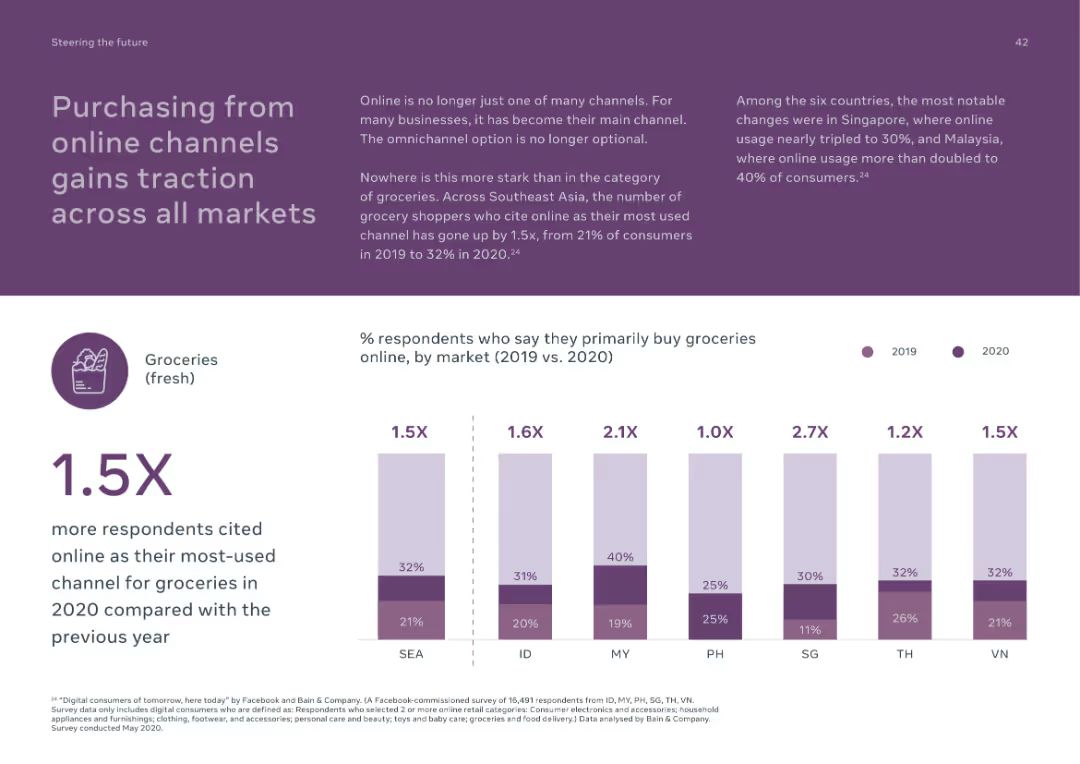 Steering the future
42
Purchasing from
online channels
gains traction
across all markets
Online is no longer just one of many channels. For
many businesses, it has become their main channel.
The omnichannel option is no longer optional.
Nowhere is this more stark than in the category
of groceries. Across Southeast Asia, the number of
grocery shoppers who cite online as their most used
channel has gone up by 1.5x, from 21% of consumers
in 2019 to 32% in 2020.²⁴
Among the six countries, the most notable
changes were in Singapore, where online
usage nearly tripled to 30%, and Malaysia,
where online usage more than doubled to
40% of consumers.²⁴
Groceries
(fresh)
1.5X
more respondents cited
online as their most-used
channel for groceries in
2020 compared with the
previous year
% respondents who say they primarily buy groceries
online, by market (2019 vs. 2020)
2019 2020
1.5X 1.6X 2.1X 1.0X 2.7X 1.2X 1.5X
32% 31% 40% 25% 30% 32% 32%
21% 20% 19% 25% 11% 26% 21%
SEA ID MY PH SG TH VN
²⁴ "Digital consumers of tomorrow, here today" by Facebook and Bain & Company. (A Facebook-commissioned survey of 16,491 respondents from ID, MY, PH, SG, TH, VN.
Survey data only includes digital consumers who are defined as: Respondents who selected 2 or more online retail categories: Consumer electronics and accessories; household
appliances and furnishings; clothing, footwear, and accessories; personal care and beauty; toys and baby care; groceries and food delivery.) Data analysed by Bain & Company.
Survey conducted May 2020.